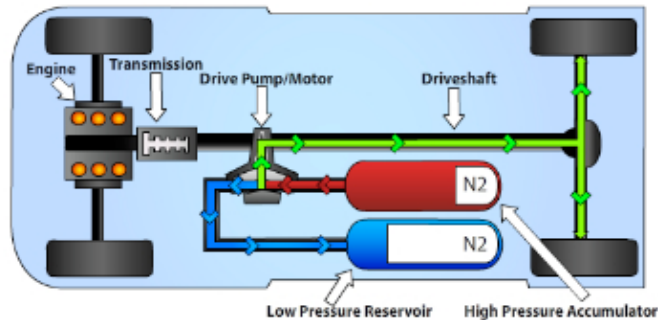 Engine
Transmission
Drive Pump/Motor
Driveshaft
N2
N2
Low Pressure Reservoir
High Pressure Accumulator